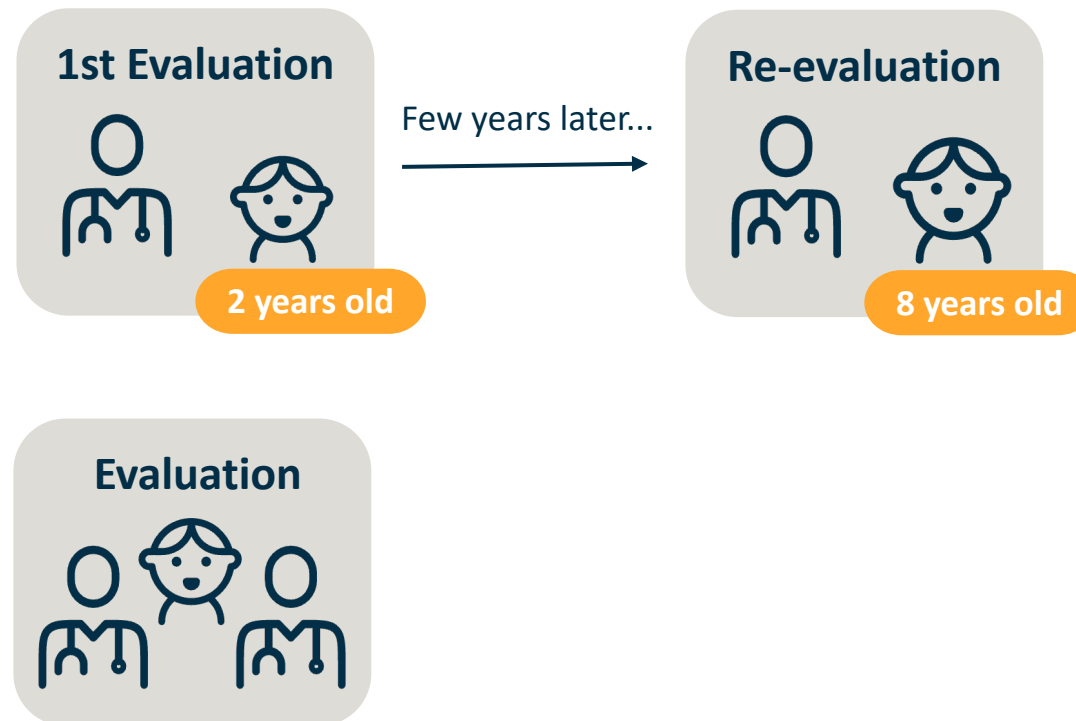 1st Evaluation
Few years later...
Re-evaluation
2 years old
8 years old
Evaluation